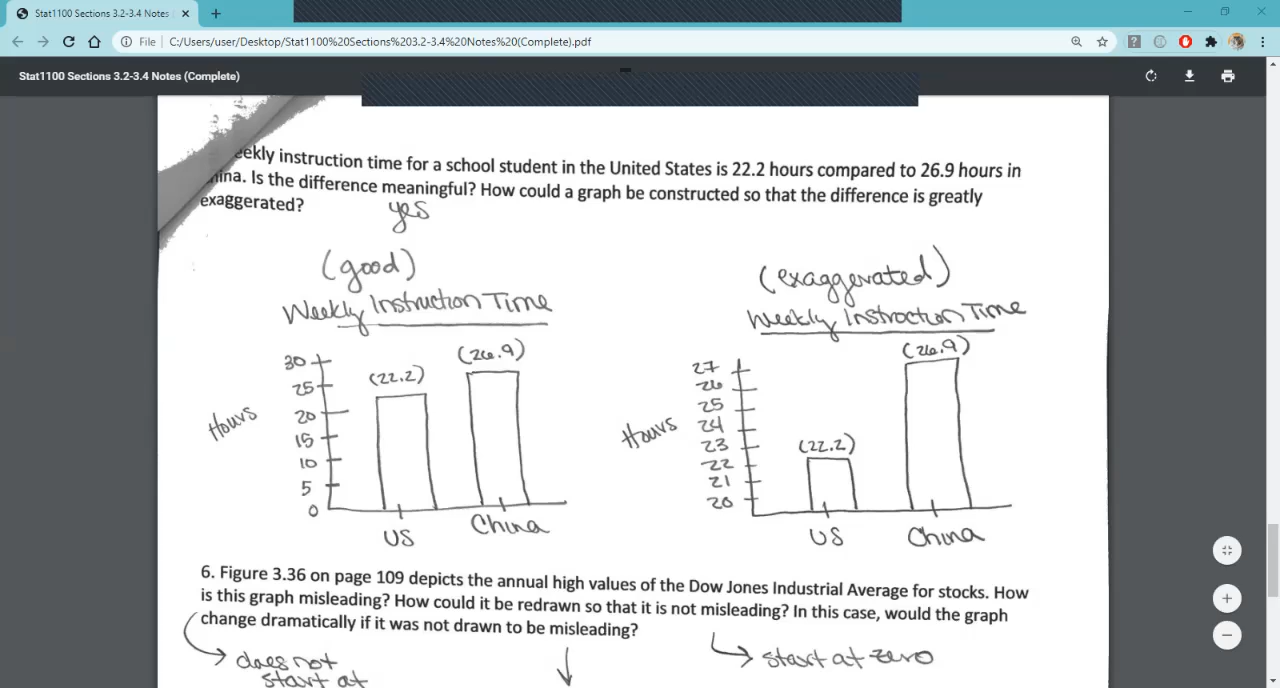 Stat1100 Sections 3.2-3.4 Notes
File C:/Users/user/Desktop/Stat1100%20Sections%203.2-3.4%20Notes%20(Complete).pdf
Stat1100 Sections 3.2-3.4 Notes (Complete)
instruction time for a school student in the United States is 22.2 hours compared to 26.9 hours in
Is the difference meaningful? How could a graph be constructed so that the difference is greatly
exaggerated?
yes
(good)
Weekly Instruction Time
30
25
20
15
10
5
0
Hours
(22.2)
(26.9)
US
China
(exaggerated)
Weekly Instruction Time
27
26
25
24
23
22
21
20
Hours
(22.2)
(26.9)
US
China
6. Figure 3.36 on page 109 depicts the annual high values of the Dow Jones Industrial Average for stocks. How
is this graph misleading? How could it be redrawn so that it is not misleading? In this case, would the graph
change dramatically if it was not drawn to be misleading?
does not
start at
start at zero